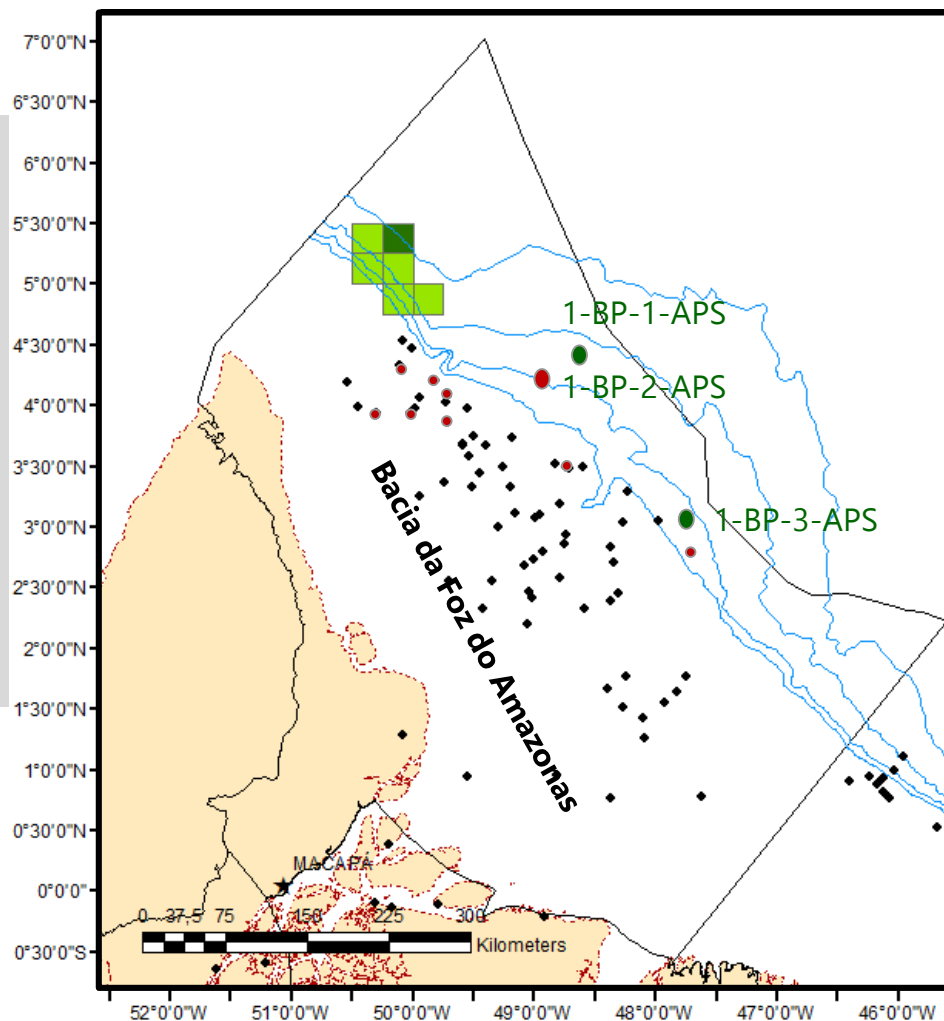 7°0'0"N
6°30'0"N
6°0'0"N
5°30'0"N
5°0'0"N
4°30'0"N
4°0'0"N
3°30'0"N
3°0'0"N
2°30'0"N
2°0'0"N
1°30'0"N
1°0'0"N
0°30'0"N
0°0'0"
0°30'0"S
1-BP-1-APS
1-BP-2-APS
1-BP-3-APS
Bacia da Foz do Amazonas
MACAPÁ
0 37,5 75 150 225 300
Kilometers
52°0'0"W 51°0'0"W 50°0'0"W 49°0'0"W 48°0'0"W 47°0'0"W 46°0'0"W